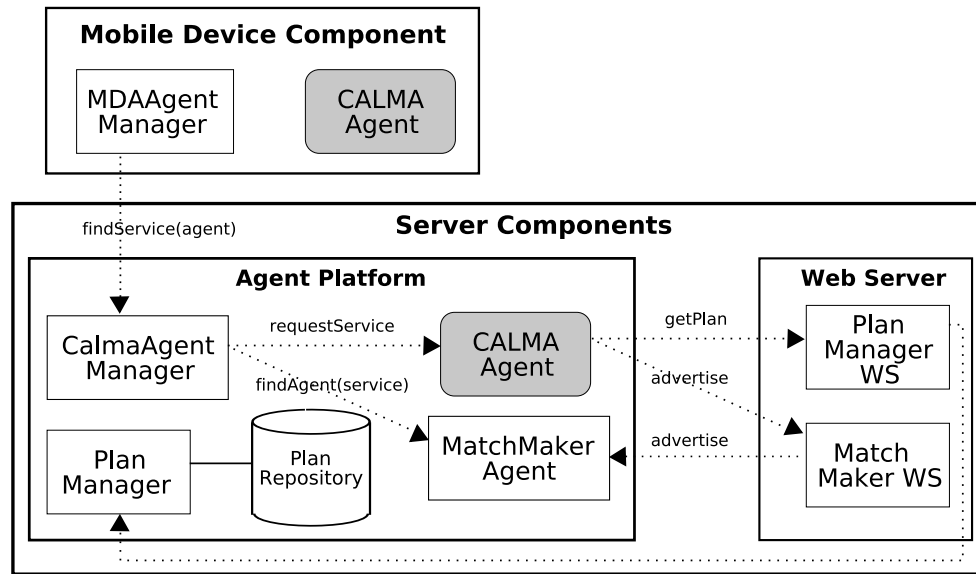 Mobile Device Component
MDAAgent
Manager
CALMA
Agent
findService(agent)
Server Components
Agent Platform
Web Server
CalmaAgent
Manager
requestService
findAgent(service)
CALMA
Agent
getPlan
advertise
Plan
Manager
WS
Plan
Manager
Plan
Repository
MatchMaker
Agent
advertise
Match
Maker WS